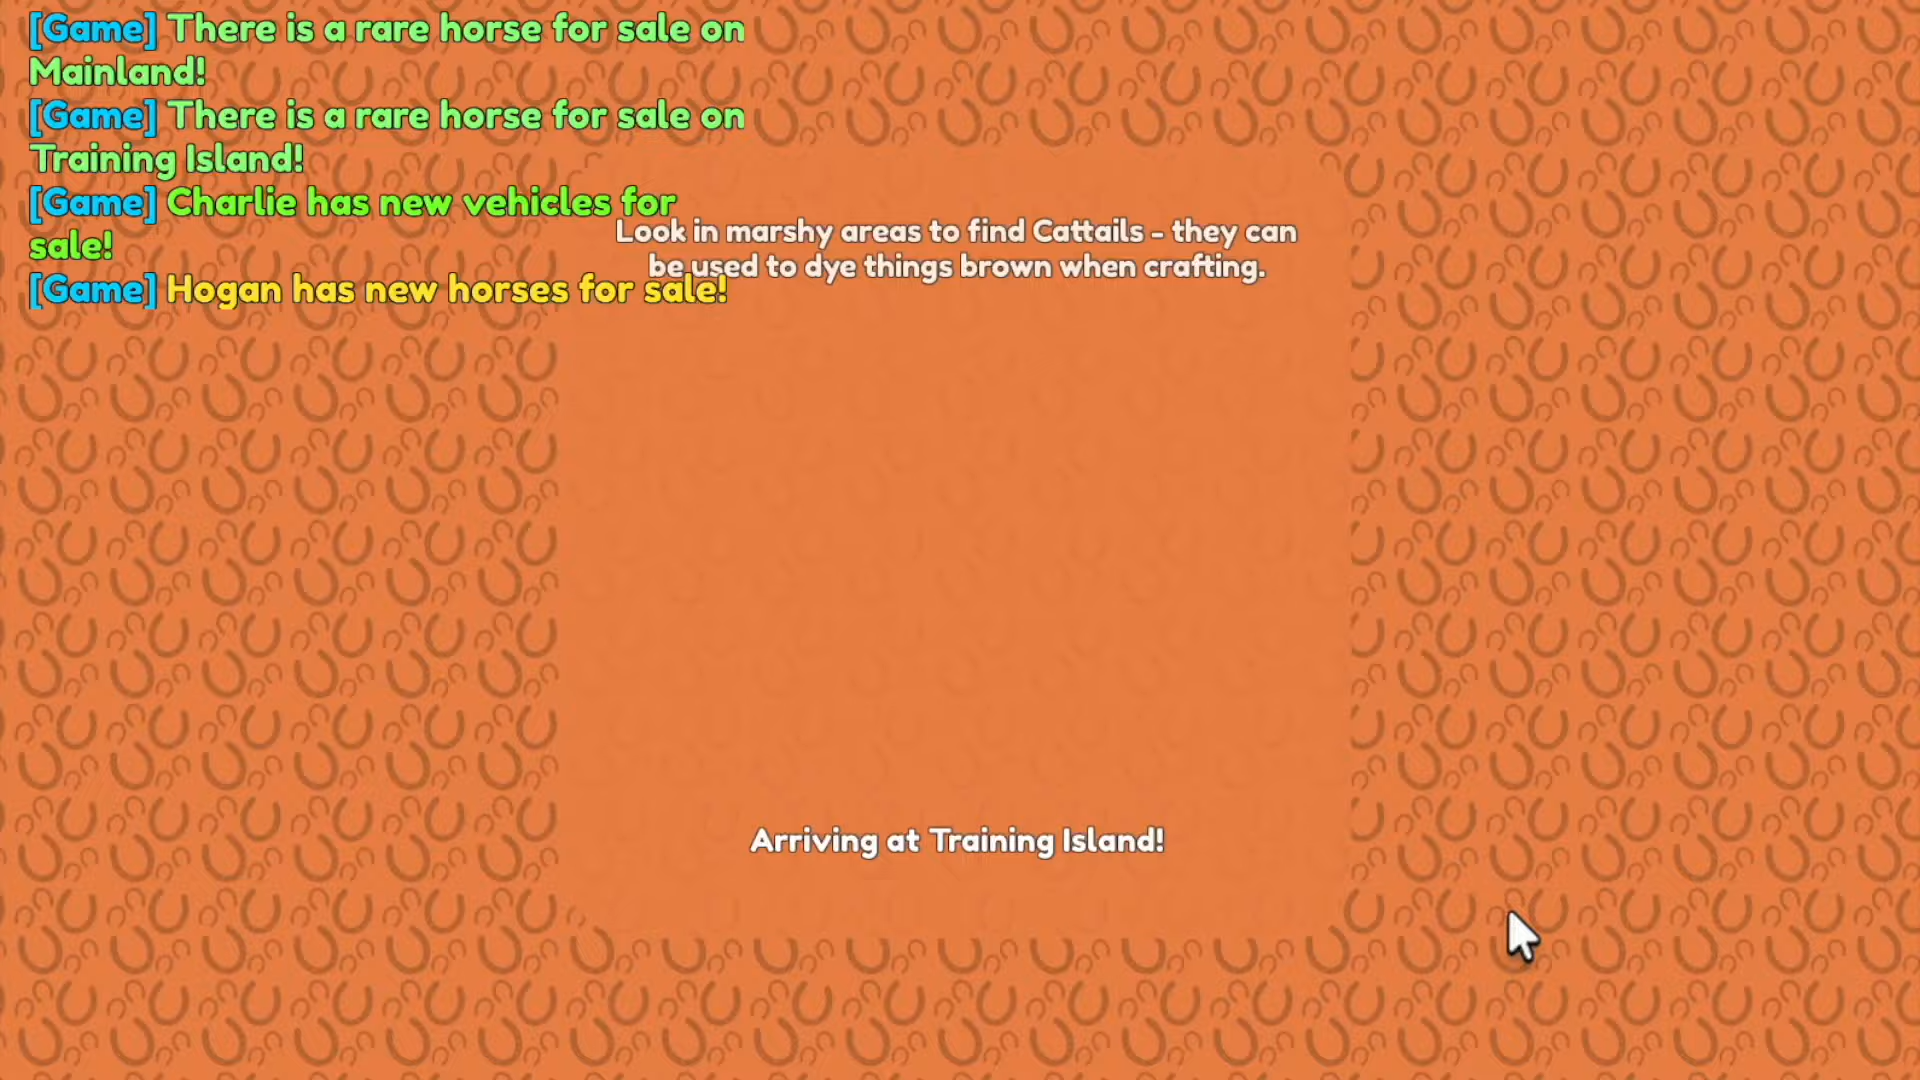 [Game] There is a rare horse for sale on
Mainland!
[Game] There is a rare horse for sale on
Training Island!
[Game] Charlie has new vehicles for
sale!
[Game] Hogan has new horses for sale!
Look in marshy areas to find Cattails - they can
be used to dye things brown when crafting.
Arriving at Training Island!